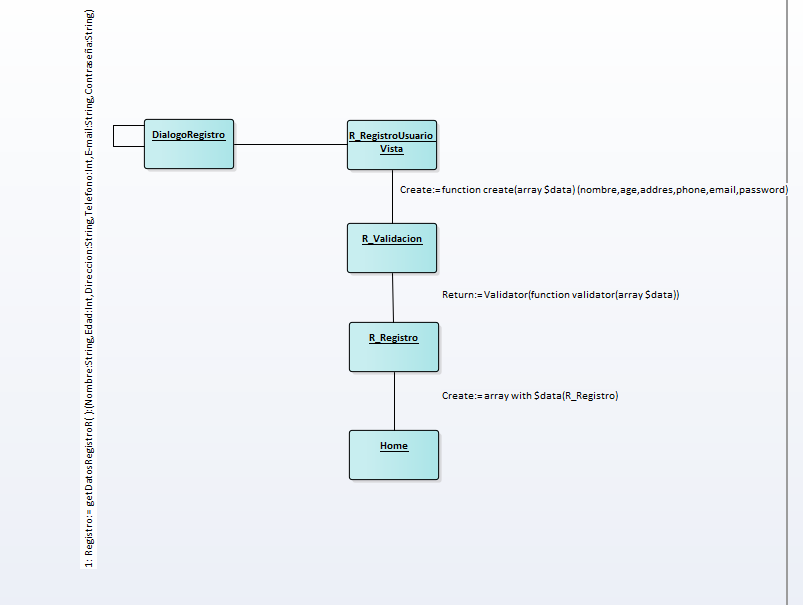 1: Registro:= getDatosRegistroR( ):(Nombre:String,Edad:Int,Direccion:String,Telefono:Int,E-mail:String,Contraseña:String)
DialogoRegistro
R_RegistroUsuario
Vista
Create:= function create(array $data) (nombre,age,addres,phone,email,password)
R_Validacion
Return:= Validator(function validator(array $data))
R_Registro
Create:= array with $data(R_Registro)
Home